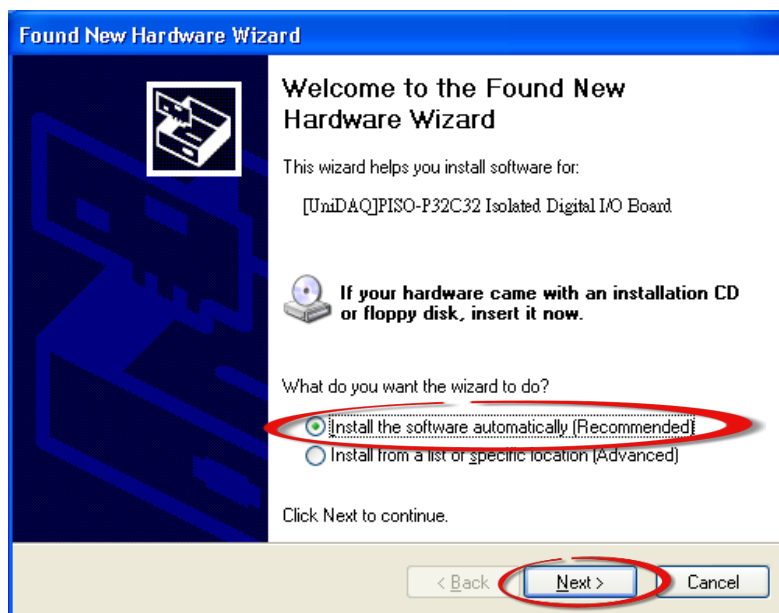 Found New Hardware Wizard
Welcome to the Found New
Hardware Wizard
This wizard helps you install software for:
[UniDAQ]PISO-P32C32 Isolated Digital I/O Board
If your hardware came with an installation CD
or floppy disk, insert it now.
What do you want the wizard to do?
Install the software automatically (Recommended)
Install from a list or specific location (Advanced)
Click Next to continue.
< Back
Next >
Cancel